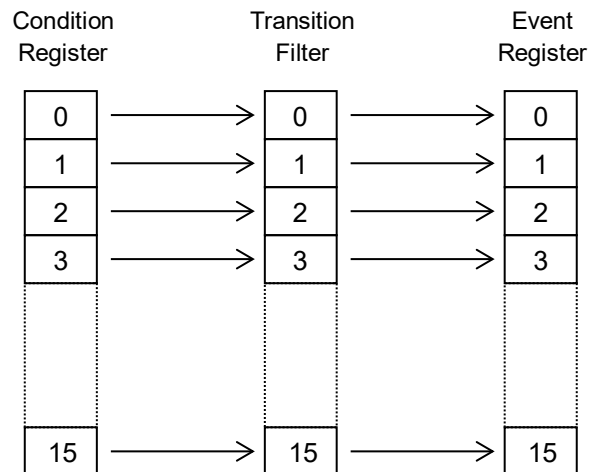 Condition Register
Transition Filter
Event Register
0 0 0
1 1 1
2 2 2
3 3 3
15 15 15